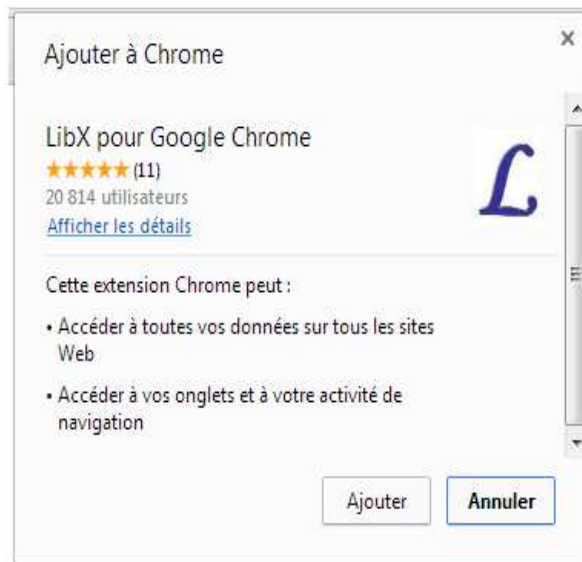 Ajouter à Chrome
LibX pour Google Chrome
★★★★★ (11)
20 814 utilisateurs
Afficher les détails
Cette extension Chrome peut :
• Accéder à toutes vos données sur tous les sites
Web
• Accéder à vos onglets et à votre activité de
navigation
Ajouter
Annuler
L